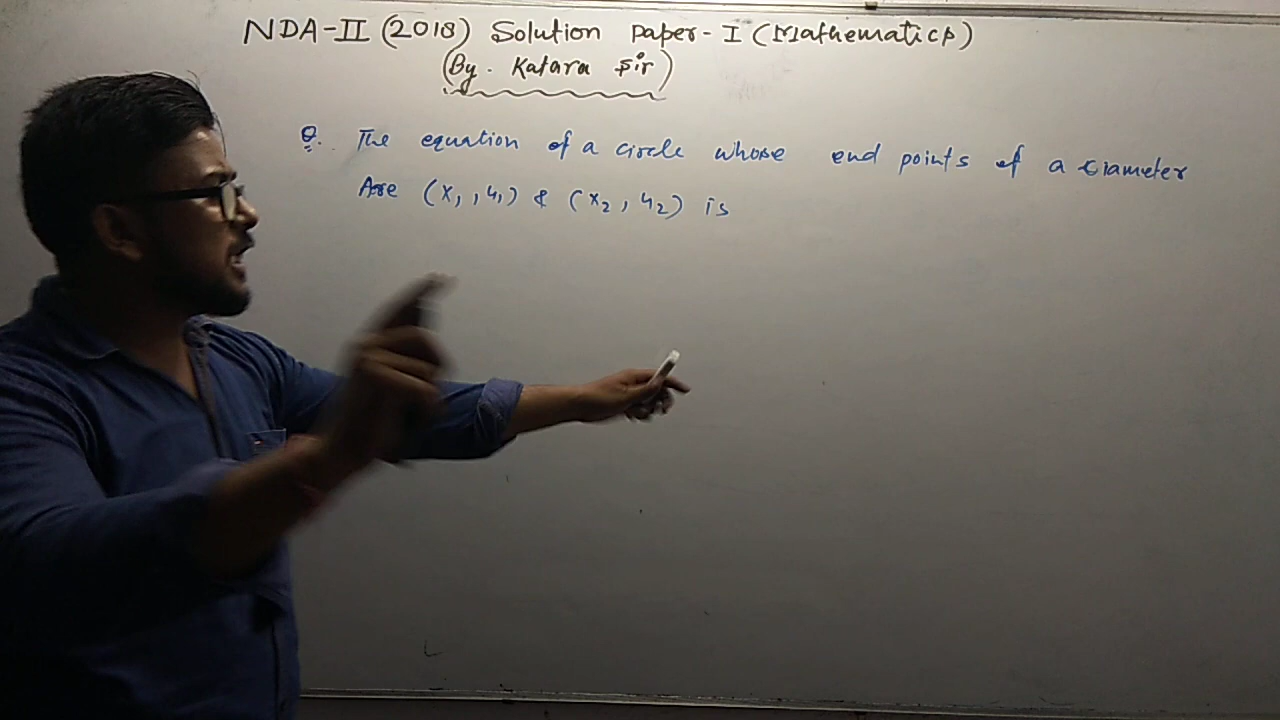 NDA-II (2018) Solution Paper-I (Mathematics)
(By. Katara Sir)
Q. The equation of a circle whose end points of a Diameter
Are (x₁, y₁) & (x₂, y₂) is